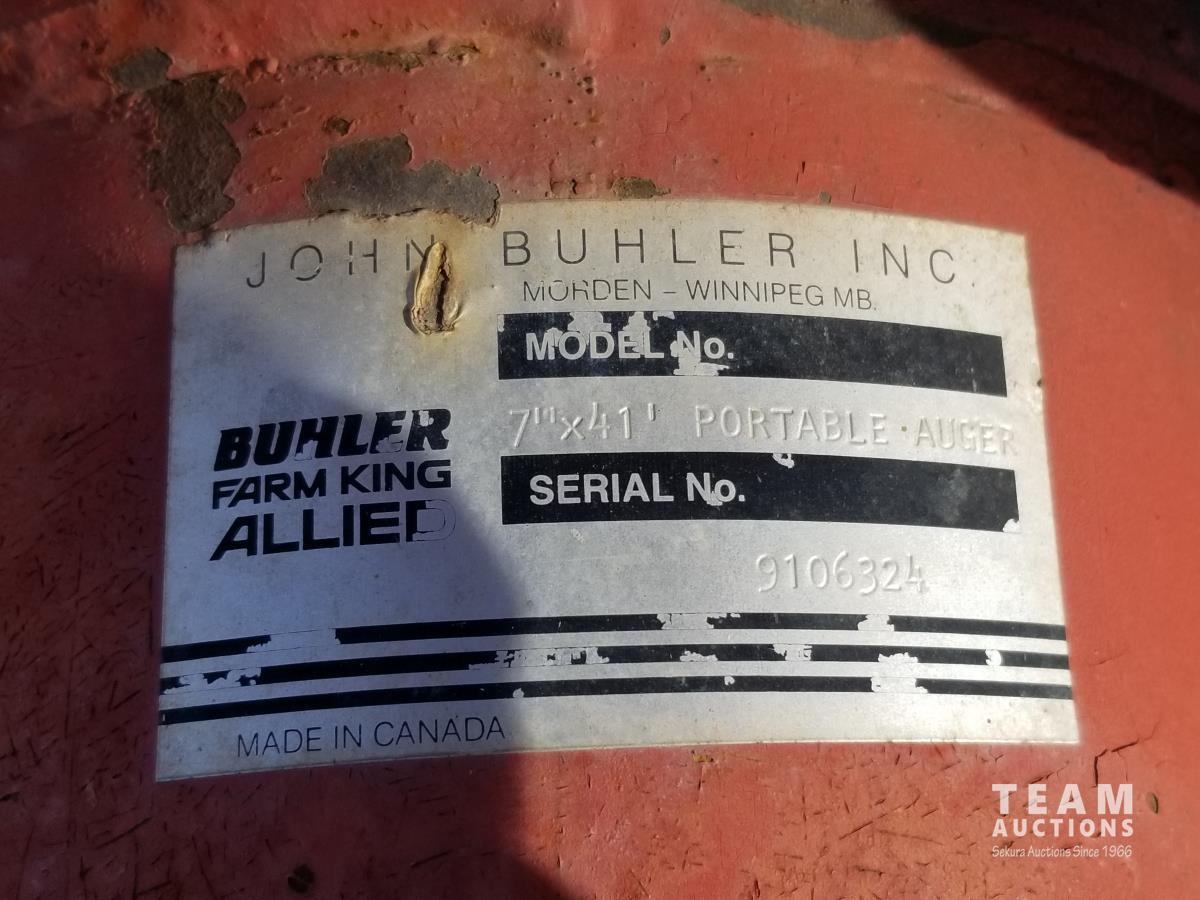 JOHN BUHLER INC
MORDEN - WINNIPEG MB.
MODEL No.
7"x41' PORTABLE AUGER
SERIAL No.
9106324
BUHLER
FARM KING
ALLIED
MADE IN CANADA
TEAM
AUCTIONS
Sekura Auctions Since 1966